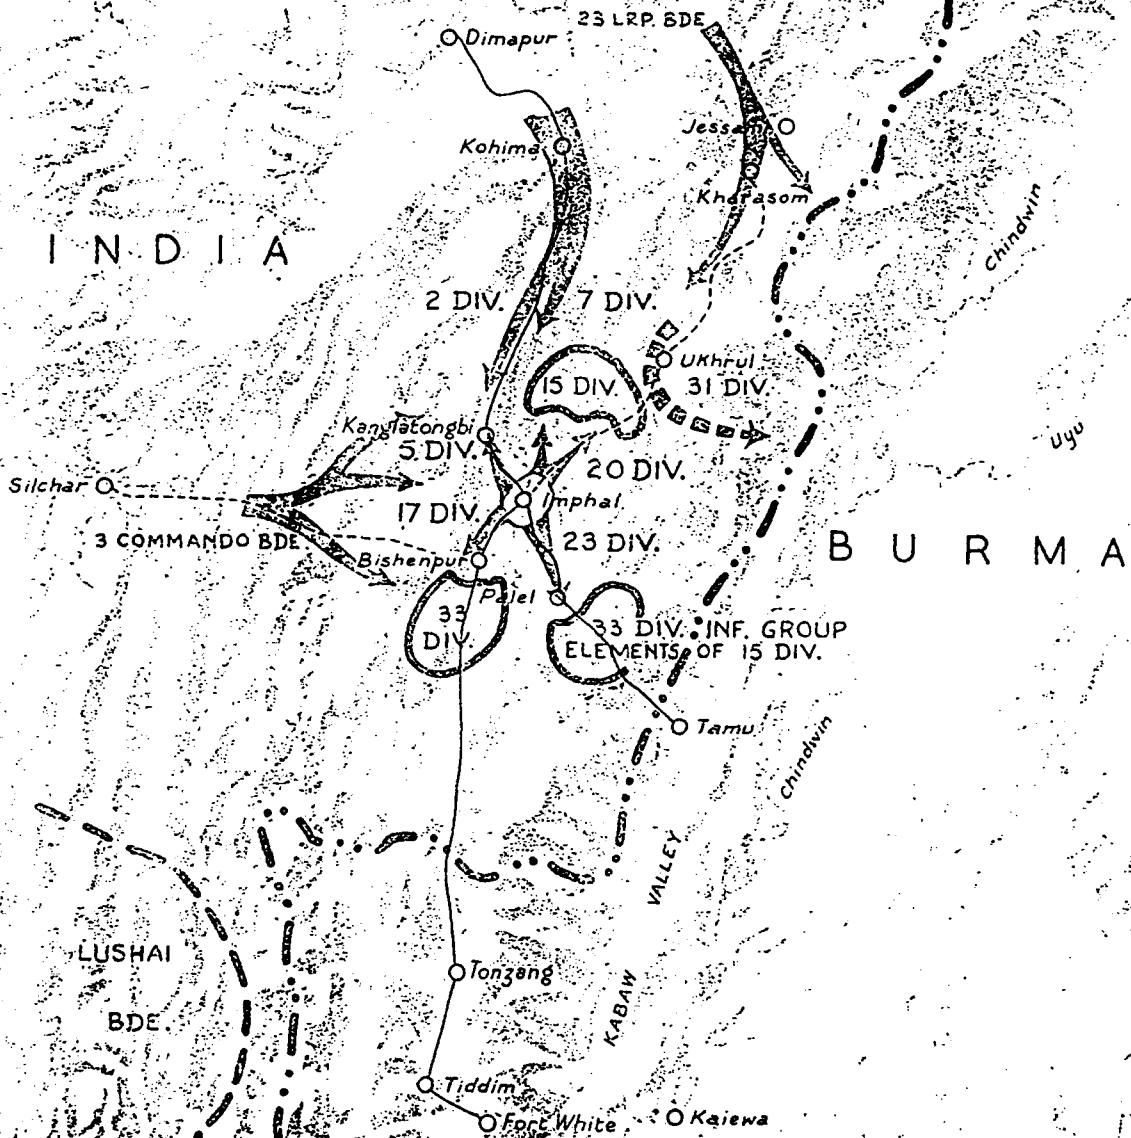 23 LRP. BDE
Dimapur
Jessami
Kohima
Kharasom
Chindwin
INDIA
2 DIV.
7 DIV.
Ukhrul
15 DIV.
31 DIV.
Kanglatongbi
5 DIV.
Uyu
20 DIV.
Silchar
Imphal
17 DIV.
3 COMMANDO BDE.
23 DIV.
BURMA
Bishenpur
Palel
33
DIV.
33 DIV. INF. GROUP
ELEMENTS OF 15 DIV.
Tamu
Chindwin
VALLEY
KABAW
LUSHAI
BDE.
Tonzang
Tiddim
Fort White
Kalewa